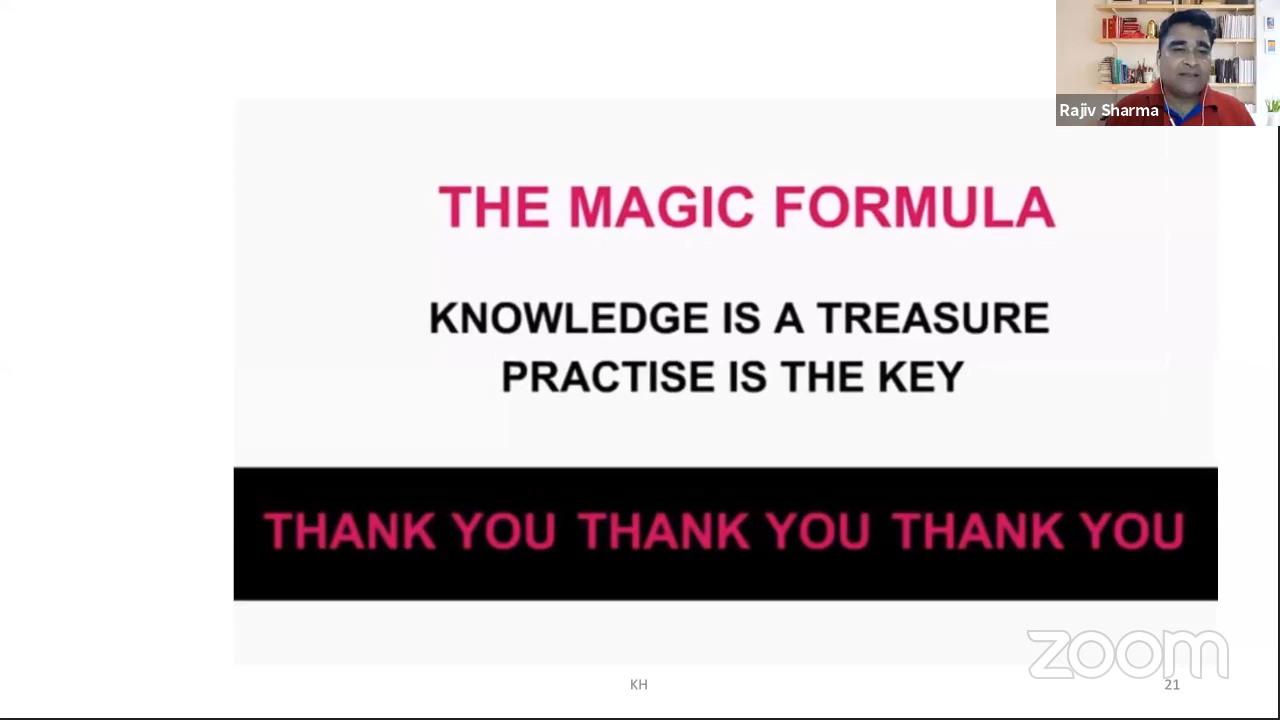 Rajiv Sharma
THE MAGIC FORMULA
KNOWLEDGE IS A TREASURE
PRACTISE IS THE KEY
THANK YOU THANK YOU THANK YOU
zoom
KH
21